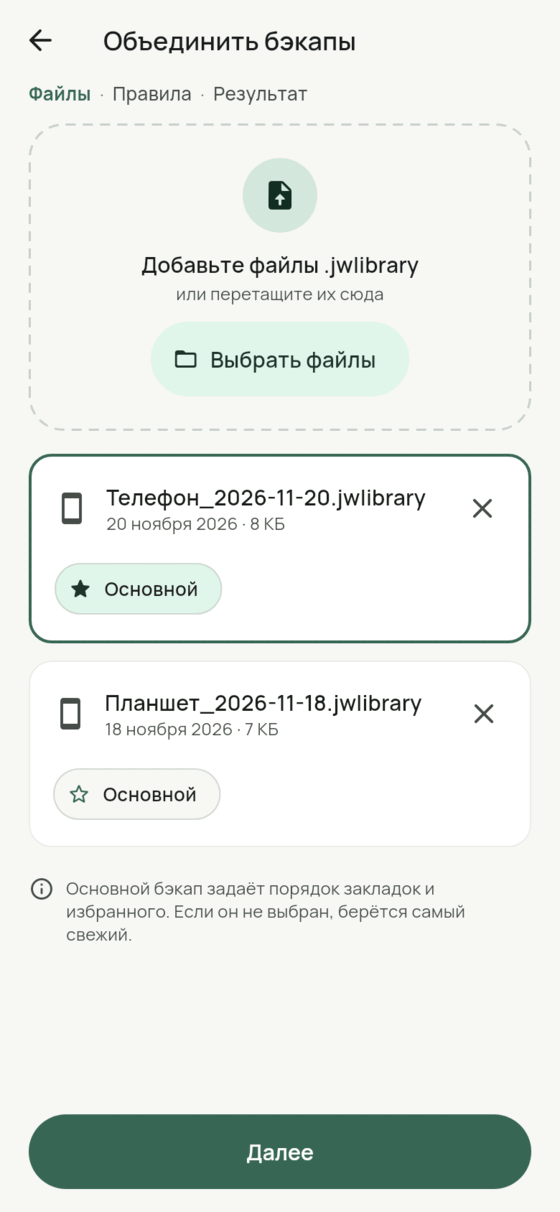 Объединить бэкапы
Файлы · Правила · Результат
Добавьте файлы .jwlibrary
или перетащите их сюда
Выбрать файлы
Телефон_2026-11-20.jwlibrary
20 ноября 2026 · 8 КБ
Основной
Планшет_2026-11-18.jwlibrary
18 ноября 2026 · 7 КБ
Основной
Основной бэкап задаёт порядок закладок и
избранного. Если он не выбран, берётся самый
свежий.
Далее